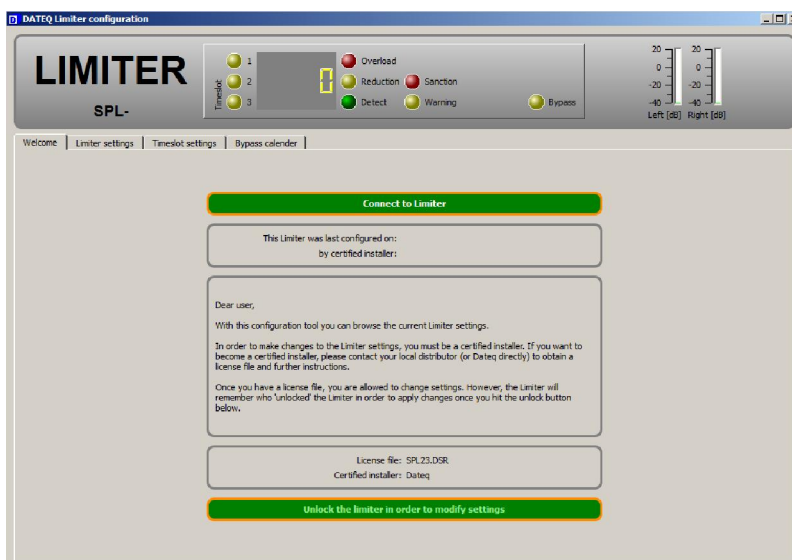 DATEQ Limiter configuration
LIMITER
SPL-
Timeslot
1
2
3
0
Overload
Reduction
Sanction
Detect
Warning
Bypass
20
0
-20
-40
Left [dB]
20
0
-20
-40
Right [dB]
Welcome
Limiter settings
Timeslot settings
Bypass calender
Connect to Limiter
This Limiter was last configured on:
by certified installer:
Dear user,
With this configuration tool you can browse the current Limiter settings.
In order to make changes to the Limiter settings, you must be a certified installer. If you want to
become a certified installer, please contact your local distributor (or Dateq directly) to obtain a
license file and further instructions.
Once you have a license file, you are allowed to change settings. However, the Limiter will
remember who 'unlocked' the Limiter in order to apply changes once you hit the unlock button
below.
License file: SPL23.DSR
Certified installer: Dateq
Unlock the limiter in order to modify settings